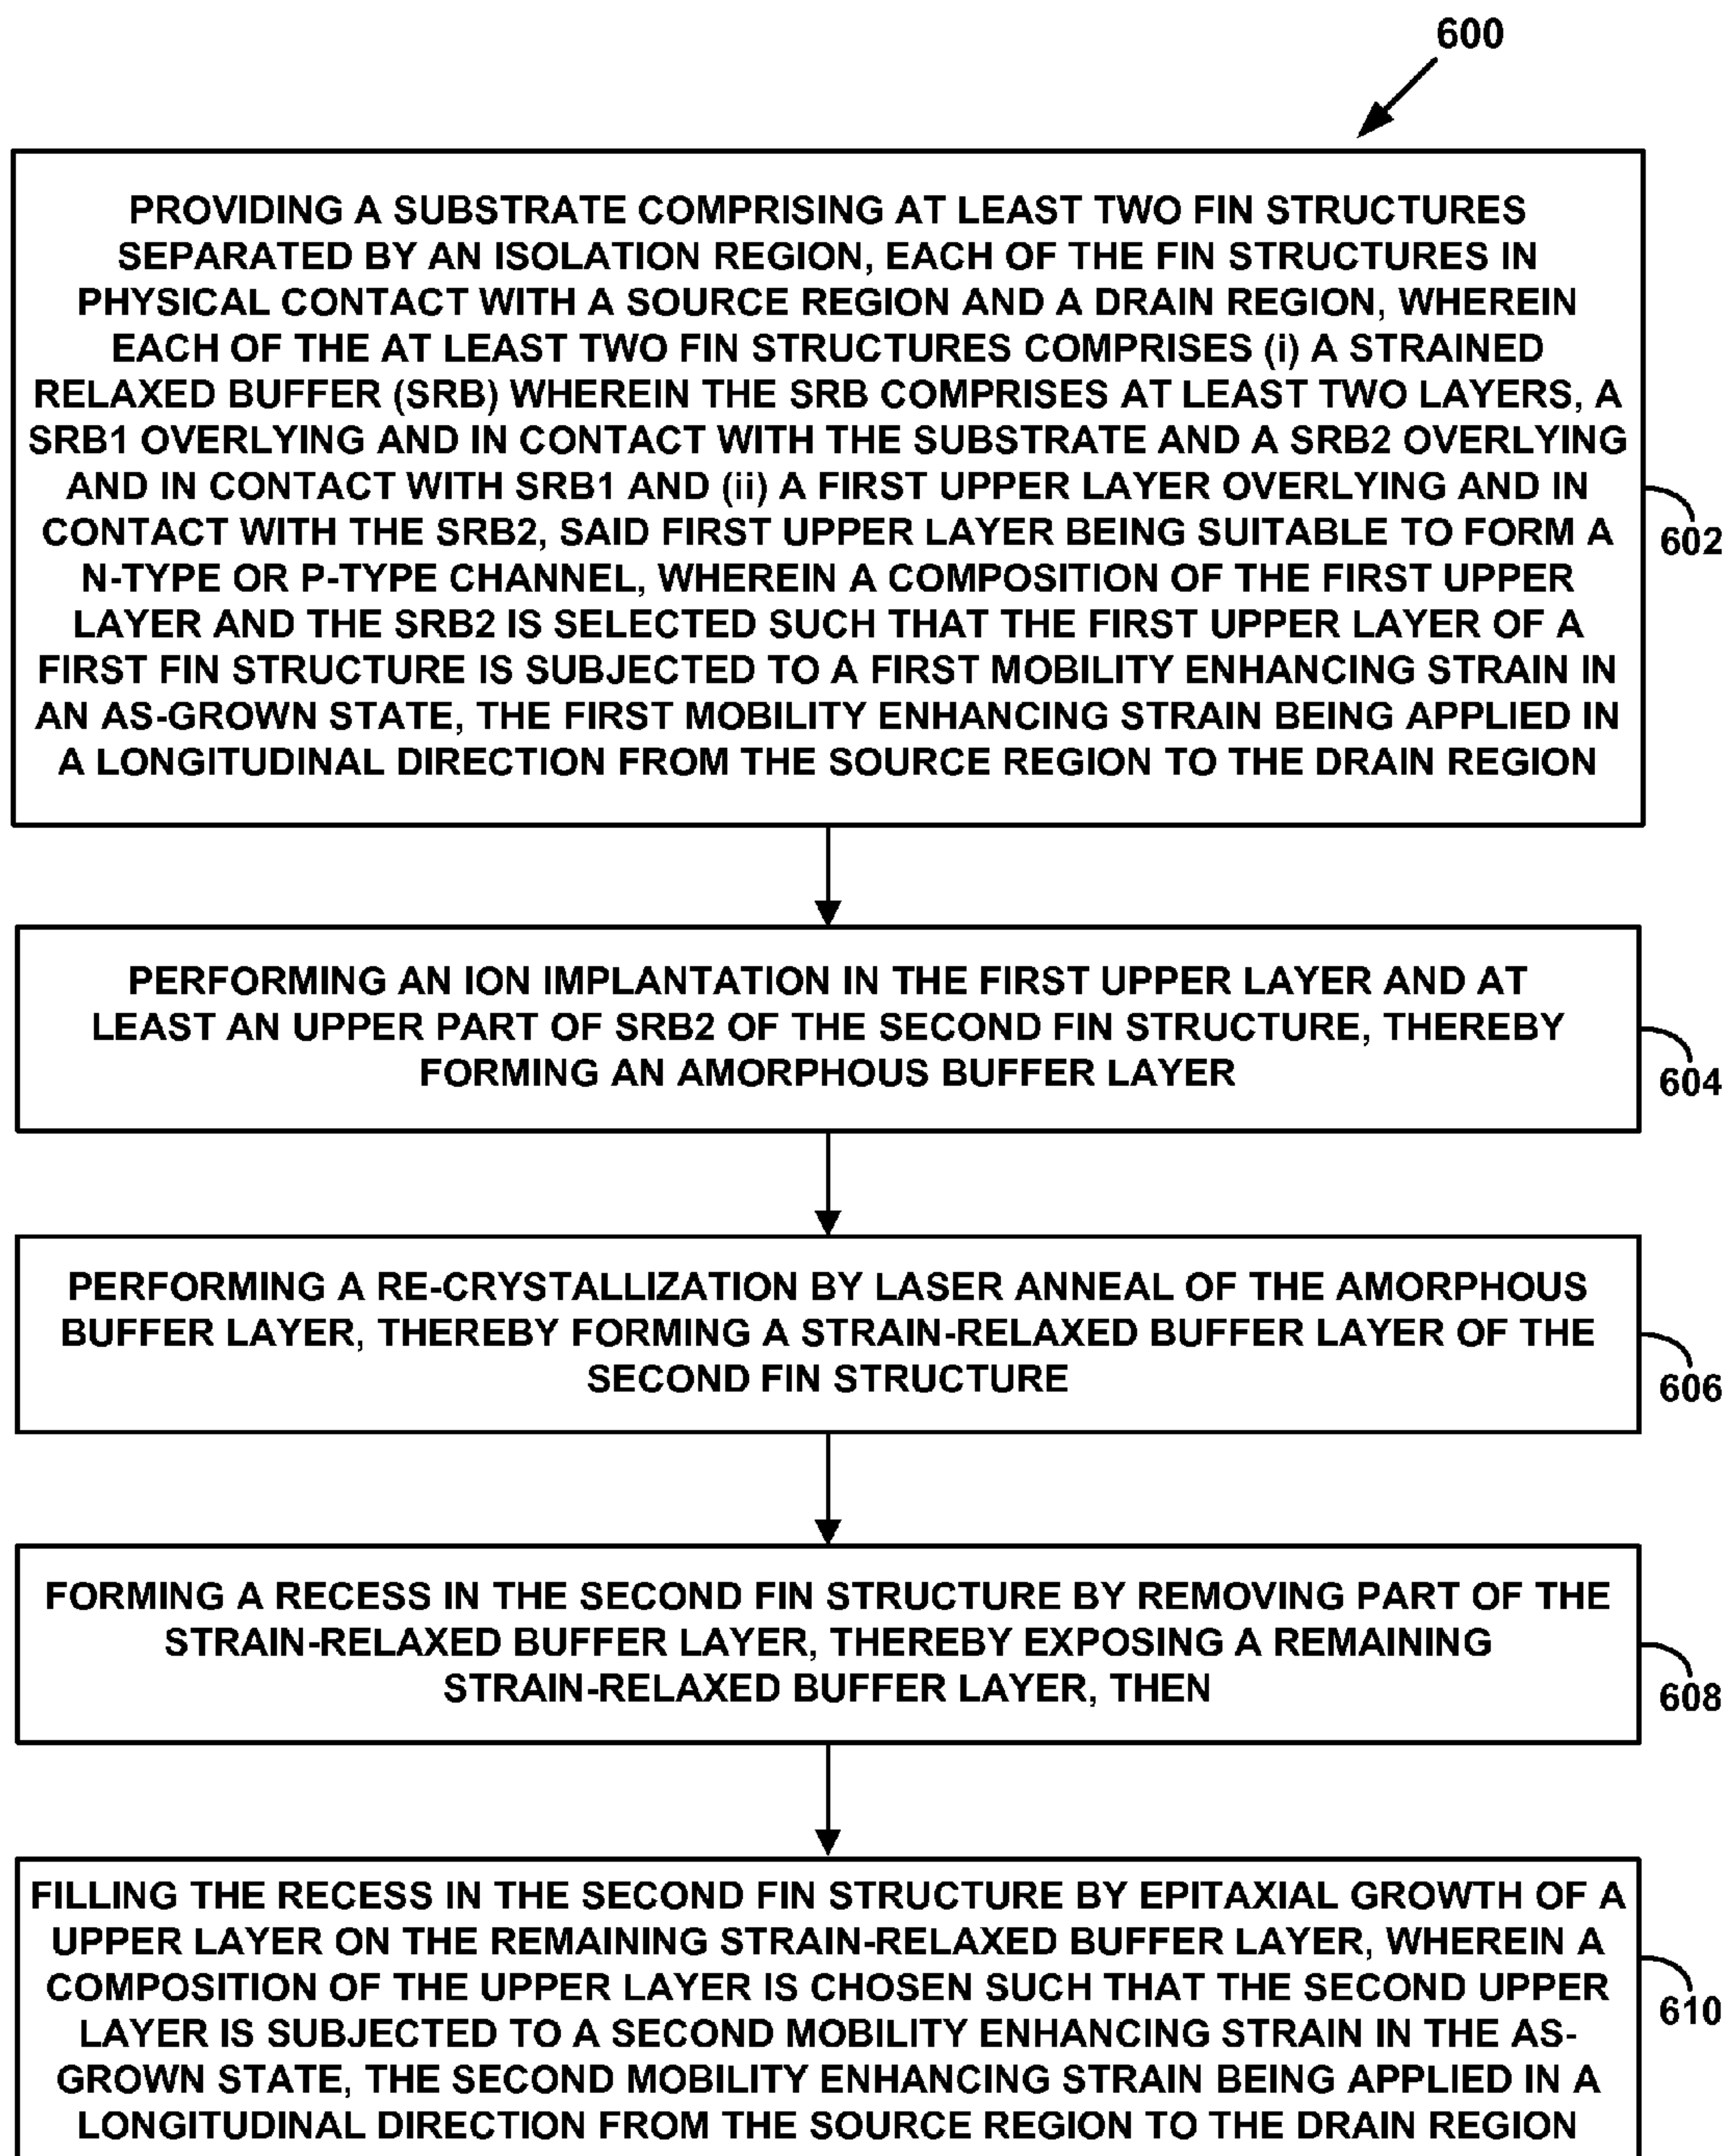 600
PROVIDING A SUBSTRATE COMPRISING AT LEAST TWO FIN STRUCTURES
SEPARATED BY AN ISOLATION REGION, EACH OF THE FIN STRUCTURES IN
PHYSICAL CONTACT WITH A SOURCE REGION AND A DRAIN REGION, WHEREIN
EACH OF THE AT LEAST TWO FIN STRUCTURES COMPRISES (i) A STRAINED
RELAXED BUFFER (SRB) WHEREIN THE SRB COMPRISES AT LEAST TWO LAYERS, A
SRB1 OVERLYING AND IN CONTACT WITH THE SUBSTRATE AND A SRB2 OVERLYING
AND IN CONTACT WITH SRB1 AND (ii) A FIRST UPPER LAYER OVERLYING AND IN
CONTACT WITH THE SRB2, SAID FIRST UPPER LAYER BEING SUITABLE TO FORM A
N-TYPE OR P-TYPE CHANNEL, WHEREIN A COMPOSITION OF THE FIRST UPPER
LAYER AND THE SRB2 IS SELECTED SUCH THAT THE FIRST UPPER LAYER OF A
FIRST FIN STRUCTURE IS SUBJECTED TO A FIRST MOBILITY ENHANCING STRAIN IN
AN AS-GROWN STATE, THE FIRST MOBILITY ENHANCING STRAIN BEING APPLIED IN
A LONGITUDINAL DIRECTION FROM THE SOURCE REGION TO THE DRAIN REGION
602
PERFORMING AN ION IMPLANTATION IN THE FIRST UPPER LAYER AND AT
LEAST AN UPPER PART OF SRB2 OF THE SECOND FIN STRUCTURE, THEREBY
FORMING AN AMORPHOUS BUFFER LAYER
604
PERFORMING A RE-CRYSTALLIZATION BY LASER ANNEAL OF THE AMORPHOUS
BUFFER LAYER, THEREBY FORMING A STRAIN-RELAXED BUFFER LAYER OF THE
SECOND FIN STRUCTURE
606
FORMING A RECESS IN THE SECOND FIN STRUCTURE BY REMOVING PART OF THE
STRAIN-RELAXED BUFFER LAYER, THEREBY EXPOSING A REMAINING
STRAIN-RELAXED BUFFER LAYER, THEN
608
FILLING THE RECESS IN THE SECOND FIN STRUCTURE BY EPITAXIAL GROWTH OF A
UPPER LAYER ON THE REMAINING STRAIN-RELAXED BUFFER LAYER, WHEREIN A
COMPOSITION OF THE UPPER LAYER IS CHOSEN SUCH THAT THE SECOND UPPER
LAYER IS SUBJECTED TO A SECOND MOBILITY ENHANCING STRAIN IN THE AS-
GROWN STATE, THE SECOND MOBILITY ENHANCING STRAIN BEING APPLIED IN A
LONGITUDINAL DIRECTION FROM THE SOURCE REGION TO THE DRAIN REGION
610